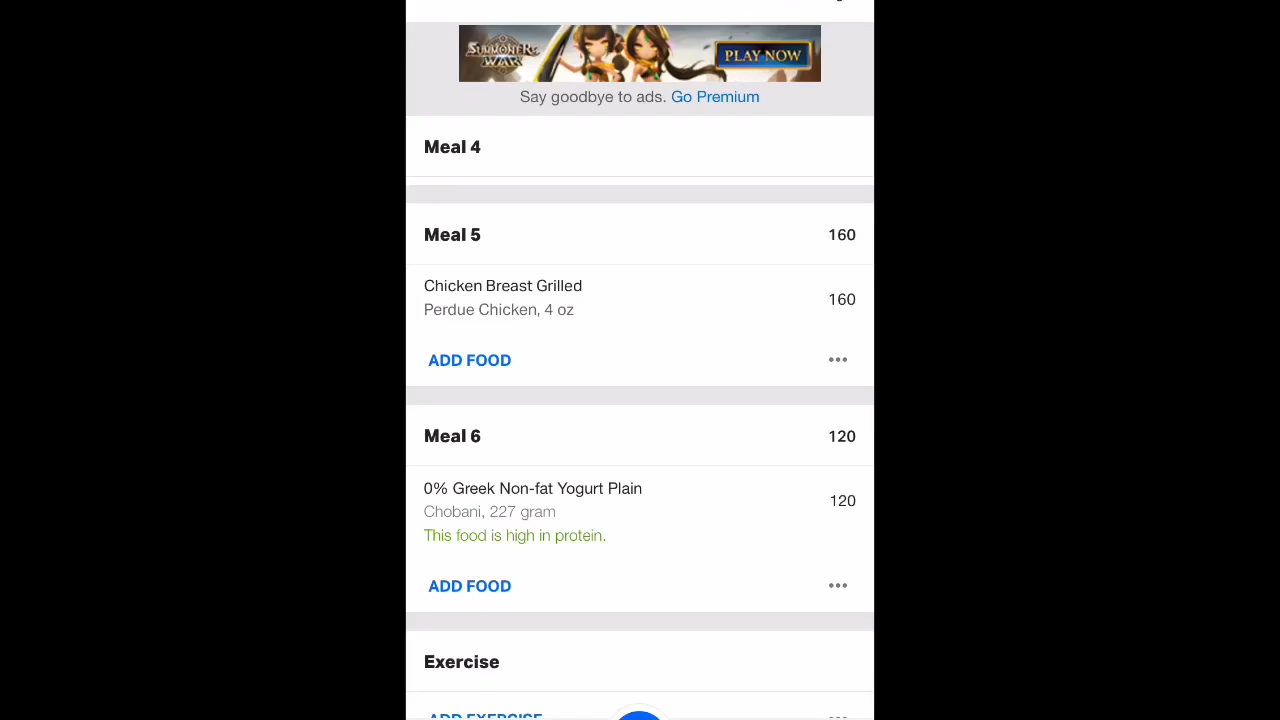 SUMMONERS
WAR
PLAY NOW
Say goodbye to ads. Go Premium
Meal 4
Meal 5 160
Chicken Breast Grilled
160
Perdue Chicken, 4 oz
ADD FOOD
Meal 6 120
0% Greek Non-fat Yogurt Plain
120
Chobani, 227 gram
This food is high in protein.
ADD FOOD
Exercise
ADD EXERCISE